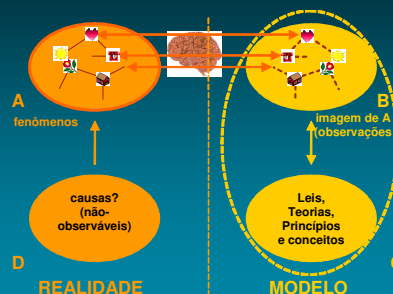 A
fenômenos
B
imagem de A
(observações
causas?
(não-
observáveis)
Leis,
Teorias,
Princípios
e conceitos
D
REALIDADE
MODELO